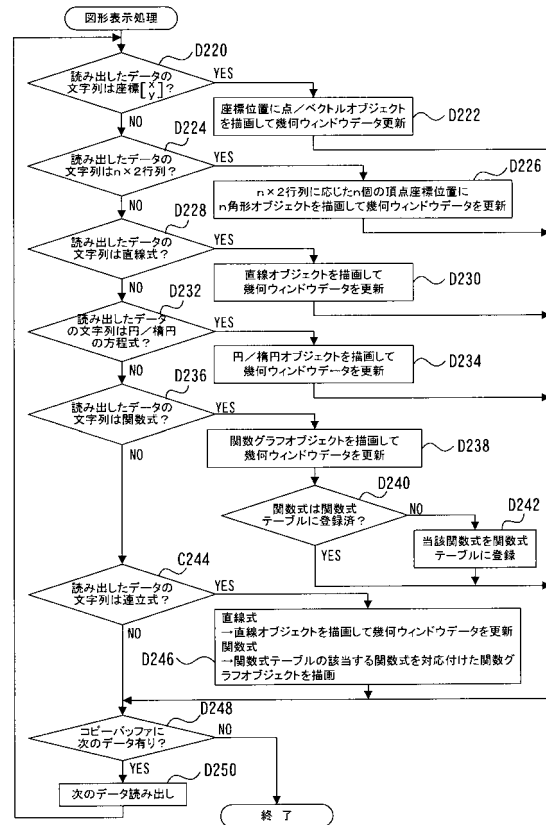 図形表示処理
D220
読み出したデータの
文字列は座標[x y]?
YES
NO
座標位置に点/ベクトルオブジェクト
を描画して幾何ウィンドウデータ更新
D222
D224
読み出したデータの
文字列はn×2行列?
YES
NO
D226
n×2行列に応じたn個の頂点座標位置に
n角形オブジェクトを描画して幾何ウィンドウデータを更新
D228
読み出したデータの
文字列は直線式?
YES
NO
直線オブジェクトを描画して
幾何ウィンドウデータを更新
D230
D232
読み出したデータ
の文字列は円/楕円
の方程式?
YES
NO
円/楕円オブジェクトを描画して
幾何ウィンドウデータを更新
D234
D236
読み出したデータの
文字列は関数式?
YES
NO
関数グラフオブジェクトを描画して
幾何ウィンドウデータを更新
D238
D240
関数式は関数式
テーブルに登録済?
NO
YES
D242
当該関数式を関数式
テーブルに登録
C244
読み出したデータの
文字列は連立式?
YES
NO
直線式
→直線オブジェクトを描画して幾何ウィンドウデータを更新
関数式
→関数式テーブルの該当する関数式を対応付けた関数グ
ラフオブジェクトを描画
D246
D248
コピーバッファに
次のデータ有り?
NO
YES
D250
次のデータ読み出し
終了